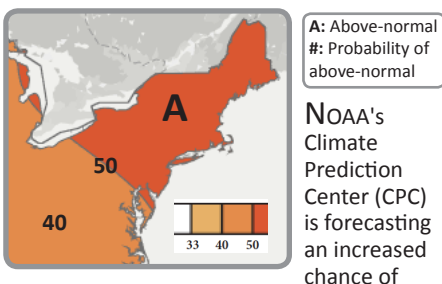 A
50
40
33 40 50
A: Above-normal
#: Probability of
above-normal
NOAA's
Climate
Prediction
Center (CPC)
is forecasting
an increased
chance of